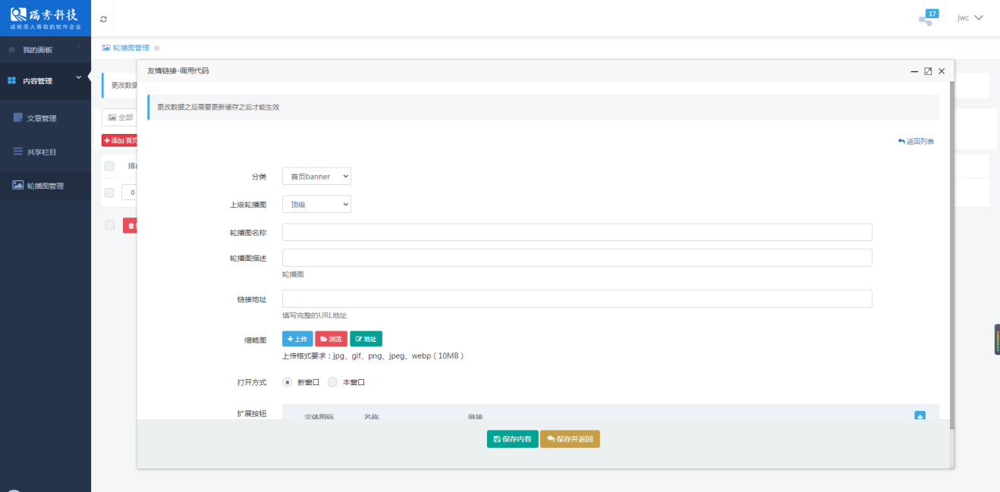 瑞秀科技
成就受人尊敬的软件企业
17
jwc
我的面板
轮播图管理
内容管理
更改数据
文章管理
全部
共享栏目
添加 首页
轮播图管理
0
友情链接-调用代码
更改数据之后需要更新缓存之后才能生效
返回列表
分类 首页banner
上级轮播图 顶级
轮播图名称
轮播图描述
轮播图
链接地址
填写完整的URL地址
缩略图 上传 浏览 地址
上传格式要求：jpg、gif、png、jpeg、webp（10MB）
打开方式 新窗口 本窗口
扩展按钮 字体图标 名称 链接
保存内容 保存并返回